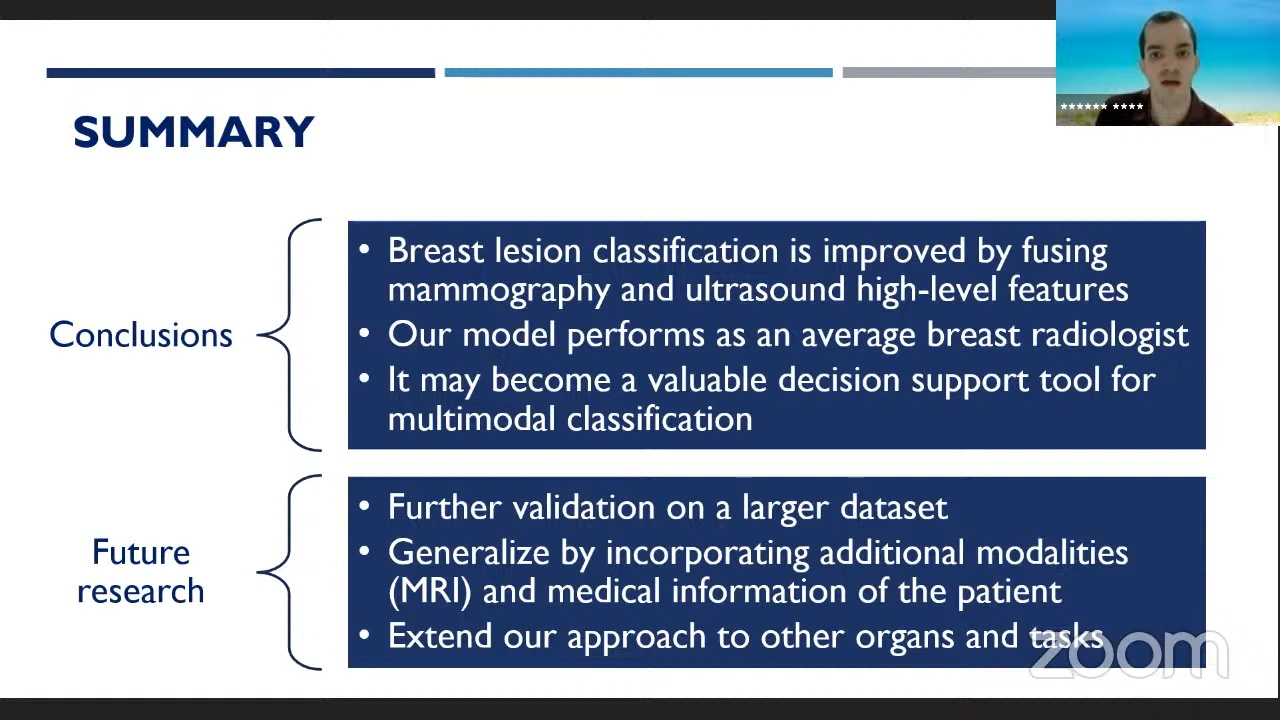 ****** ****
SUMMARY
Conclusions
• Breast lesion classification is improved by fusing
mammography and ultrasound high-level features
• Our model performs as an average breast radiologist
• It may become a valuable decision support tool for
multimodal classification
Future
research
• Further validation on a larger dataset
• Generalize by incorporating additional modalities
(MRI) and medical information of the patient
• Extend our approach to other organs and tasks
zoom